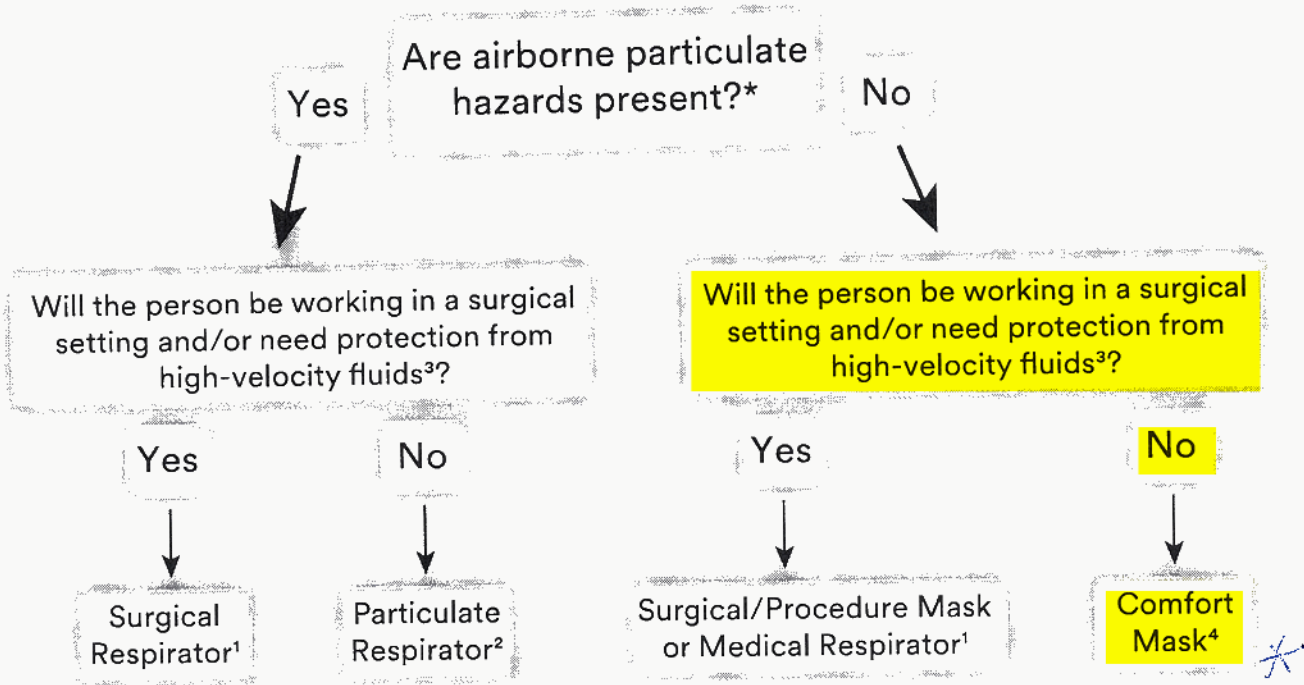 Are airborne particulate
hazards present?*
Yes
No
Will the person be working in a surgical
setting and/or need protection from
high-velocity fluids³?
Will the person be working in a surgical
setting and/or need protection from
high-velocity fluids³?
Yes
No
Yes
No
Surgical
Respirator¹
Particulate
Respirator²
Surgical/Procedure Mask
or Medical Respirator¹
Comfort
Mask⁴